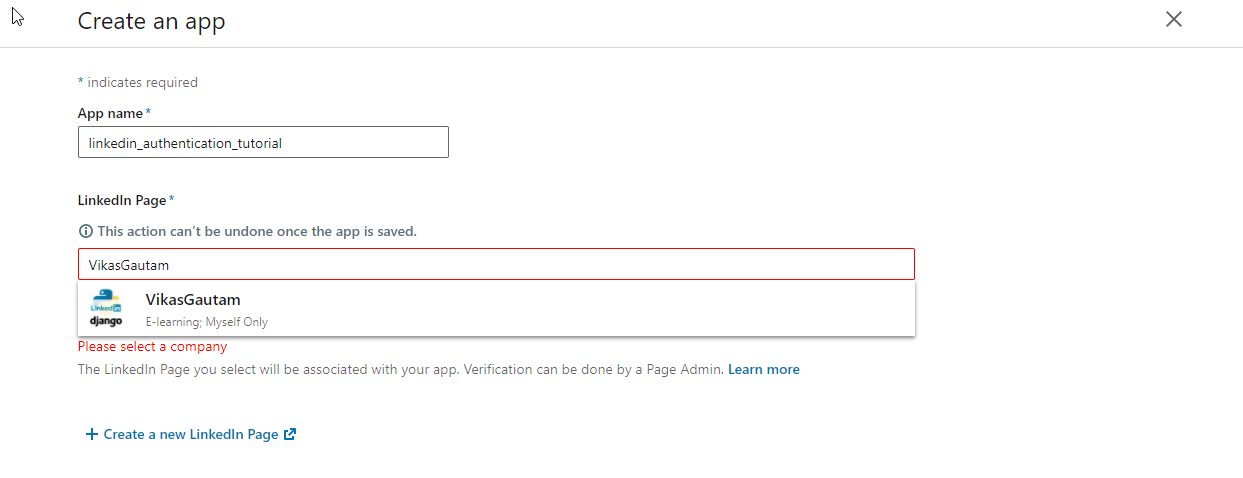 Create an app
* indicates required
App name *
linkedin_authentication_tutorial
LinkedIn Page *
This action can't be undone once the app is saved.
VikasGautam
LinkedIn
django
VikasGautam
E-learning; Myself Only
Please select a company
The LinkedIn Page you select will be associated with your app. Verification can be done by a Page Admin. Learn more
+ Create a new LinkedIn Page